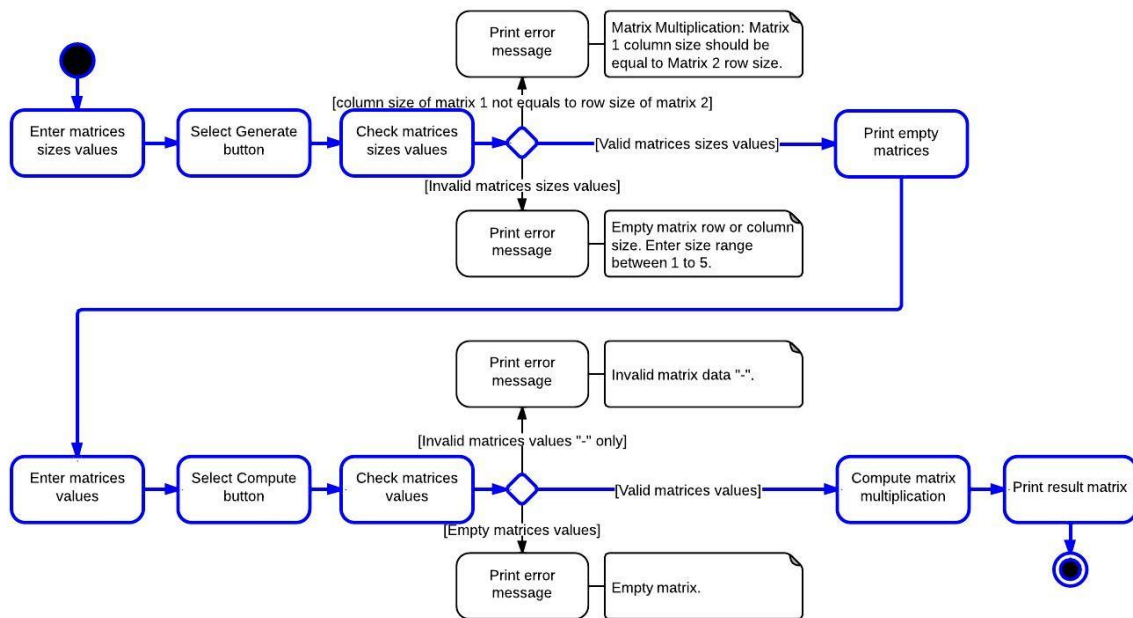 Print error
message
Matrix Multiplication: Matrix
1 column size should be
equal to Matrix 2 row size.
[column size of matrix 1 not equals to row size of matrix 2]
Enter matrices
sizes values
Select Generate
button
Check matrices
sizes values
[Valid matrices sizes values]
Print empty
matrices
[Invalid matrices sizes values]
Print error
message
Empty matrix row or column
size. Enter size range
between 1 to 5.
Print error
message
Invalid matrix data "-".
[Invalid matrices values "-" only]
Enter matrices
values
Select Compute
button
Check matrices
values
[Valid matrices values]
Compute matrix
multiplication
Print result matrix
[Empty matrices values]
Print error
message
Empty matrix.